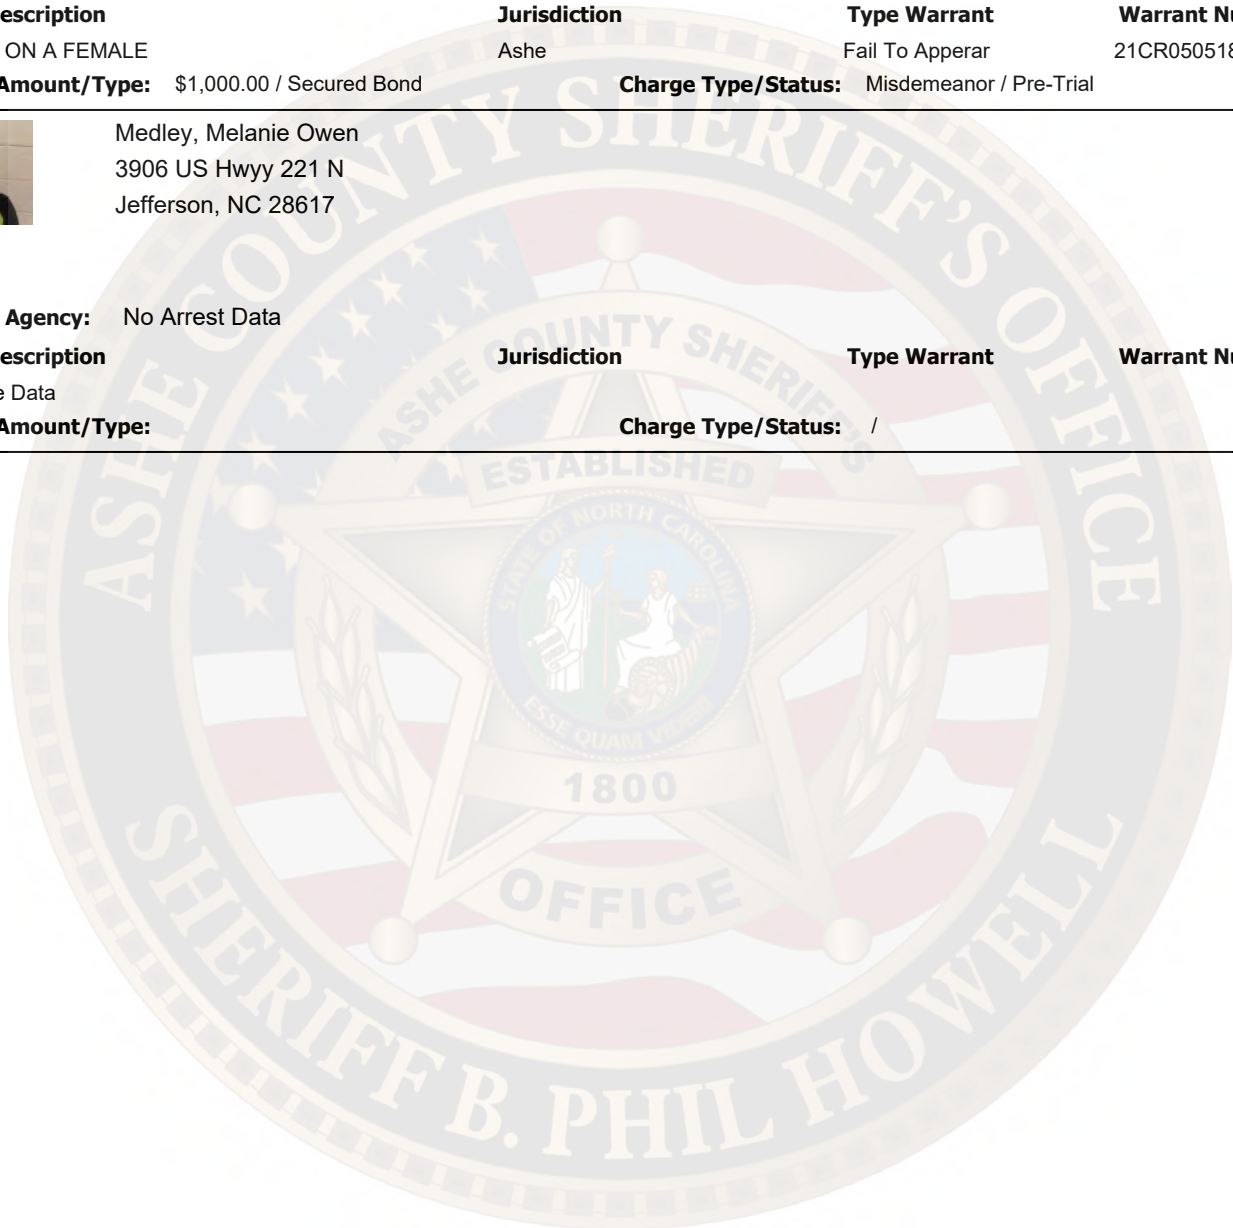 escription Jurisdiction Type Warrant Warrant Nu
ON A FEMALE Ashe Fail To Apperar 21CR050518
Amount/Type: $1,000.00 / Secured Bond Charge Type/Status: Misdemeanor / Pre-Trial
Medley, Melanie Owen
3906 US Hwyy 221 N
Jefferson, NC 28617
Agency: No Arrest Data
escription Jurisdiction Type Warrant Warrant Nu
e Data
Amount/Type: Charge Type/Status: /
ASHE COUNTY SHERIFF'S OFFICE
ASHE COUNTY SHERIFF'S
ESTABLISHED
STATE OF NORTH CAROLINA
ESSE QUAM VIDERI
1800
OFFICE
SHERIFF B. PHIL HOWELL